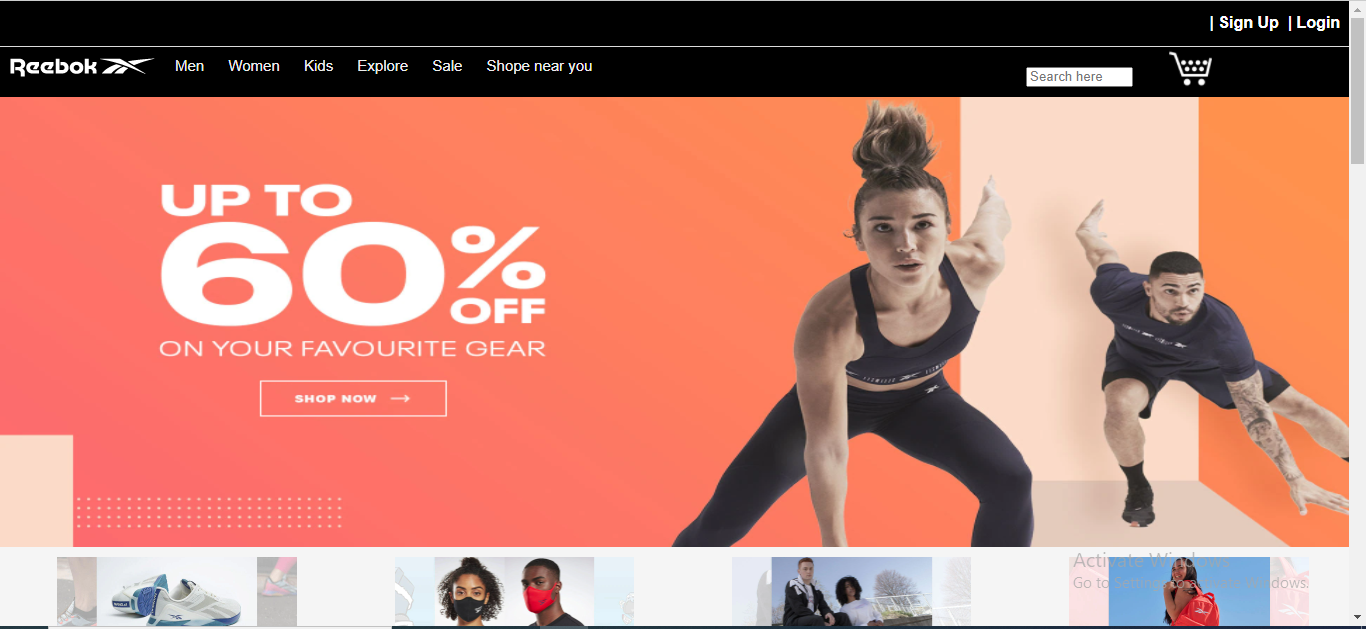 | Sign Up | Login
Reebok Men Women Kids Explore Sale Shope near you
Search here
UP TO
60%
OFF
ON YOUR FAVOURITE GEAR
SHOP NOW →
Activate Windows
Go to Settings to activate Windows.